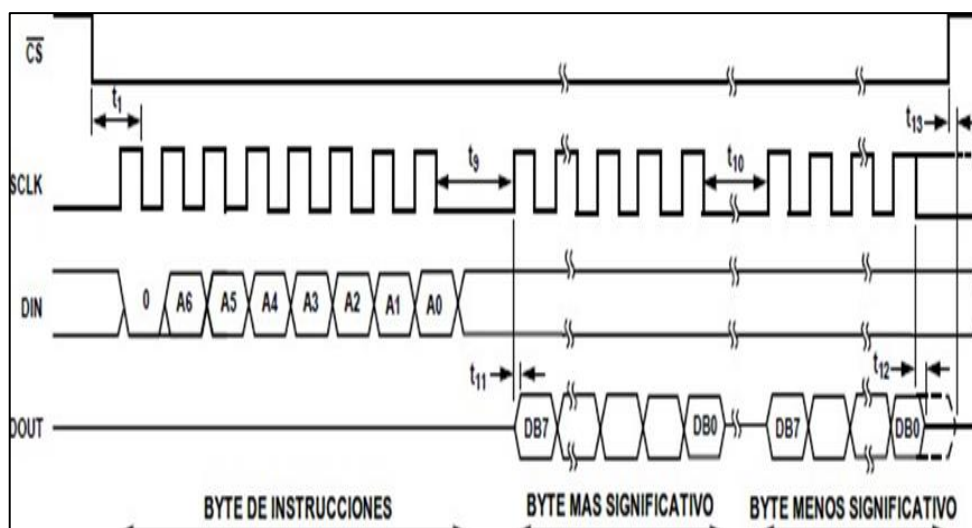 CS
t1
t13
SCLK
t9
t10
DIN
0 A6 A5 A4 A3 A2 A1 A0
t11
t12
DOUT
DB7 DB0 DB7 DB0
BYTE DE INSTRUCCIONES BYTE MAS SIGNIFICATIVO BYTE MENOS SIGNIFICATIVO